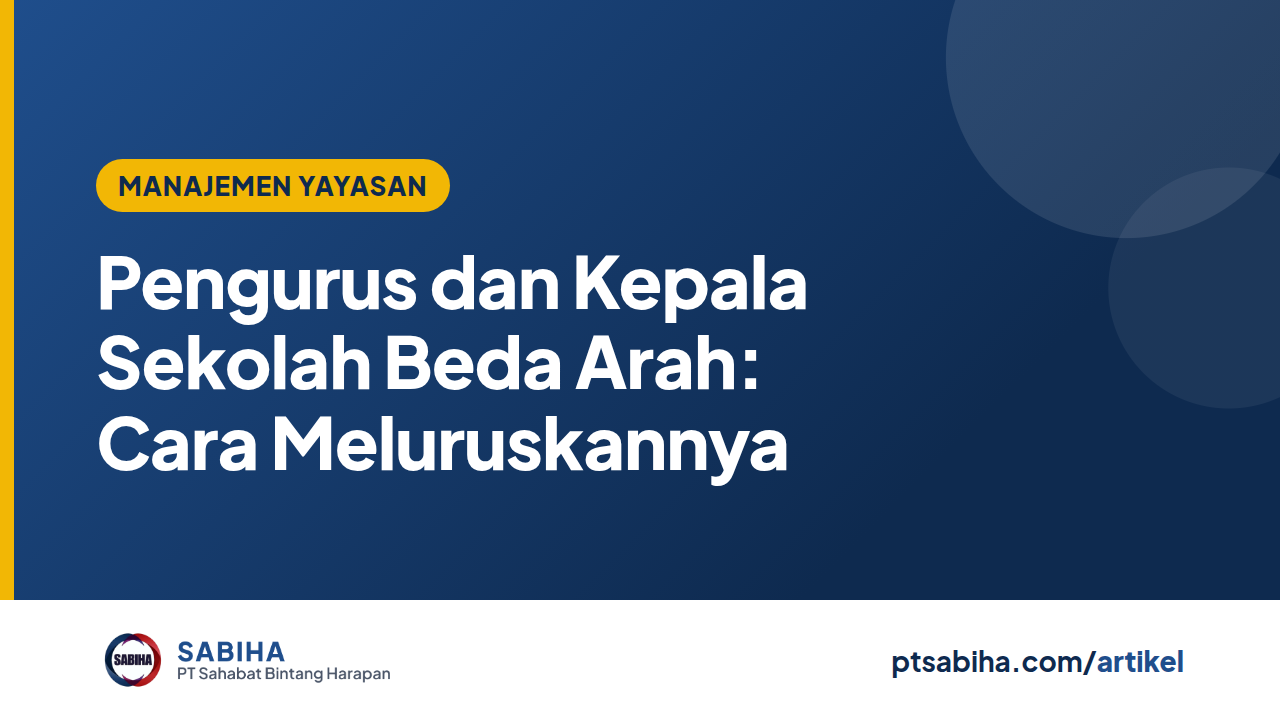 MANAJEMEN YAYASAN
Pengurus dan Kepala
Sekolah Beda Arah:
Cara Meluruskannya
SABIHA
SABIHA
PT Sahabat Bintang Harapan
ptsabiha.com/artikel